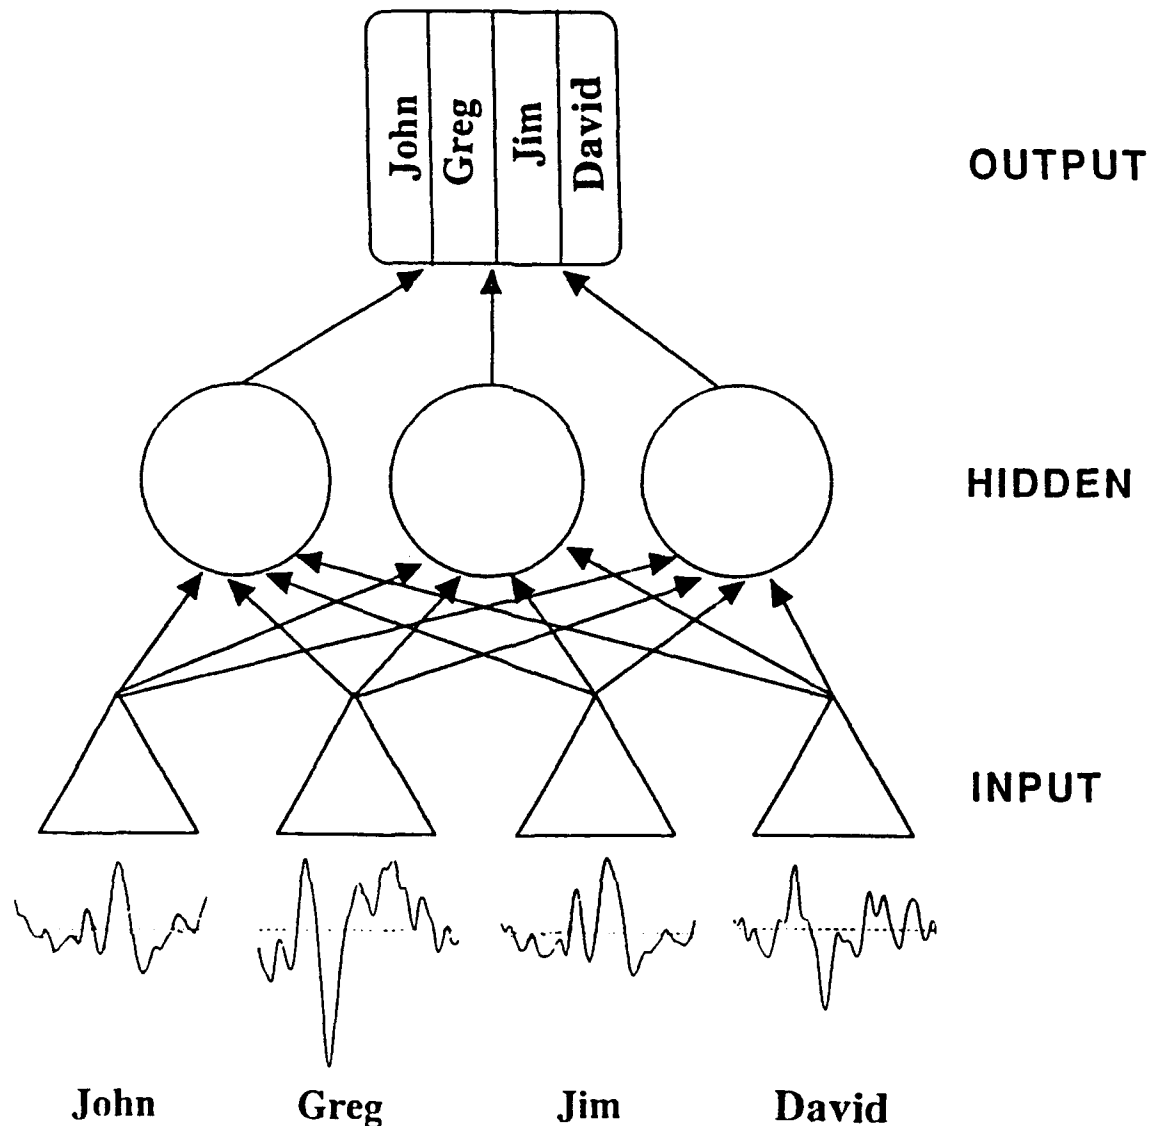 John
Greg
Jim
David
OUTPUT
HIDDEN
INPUT
John Greg Jim David